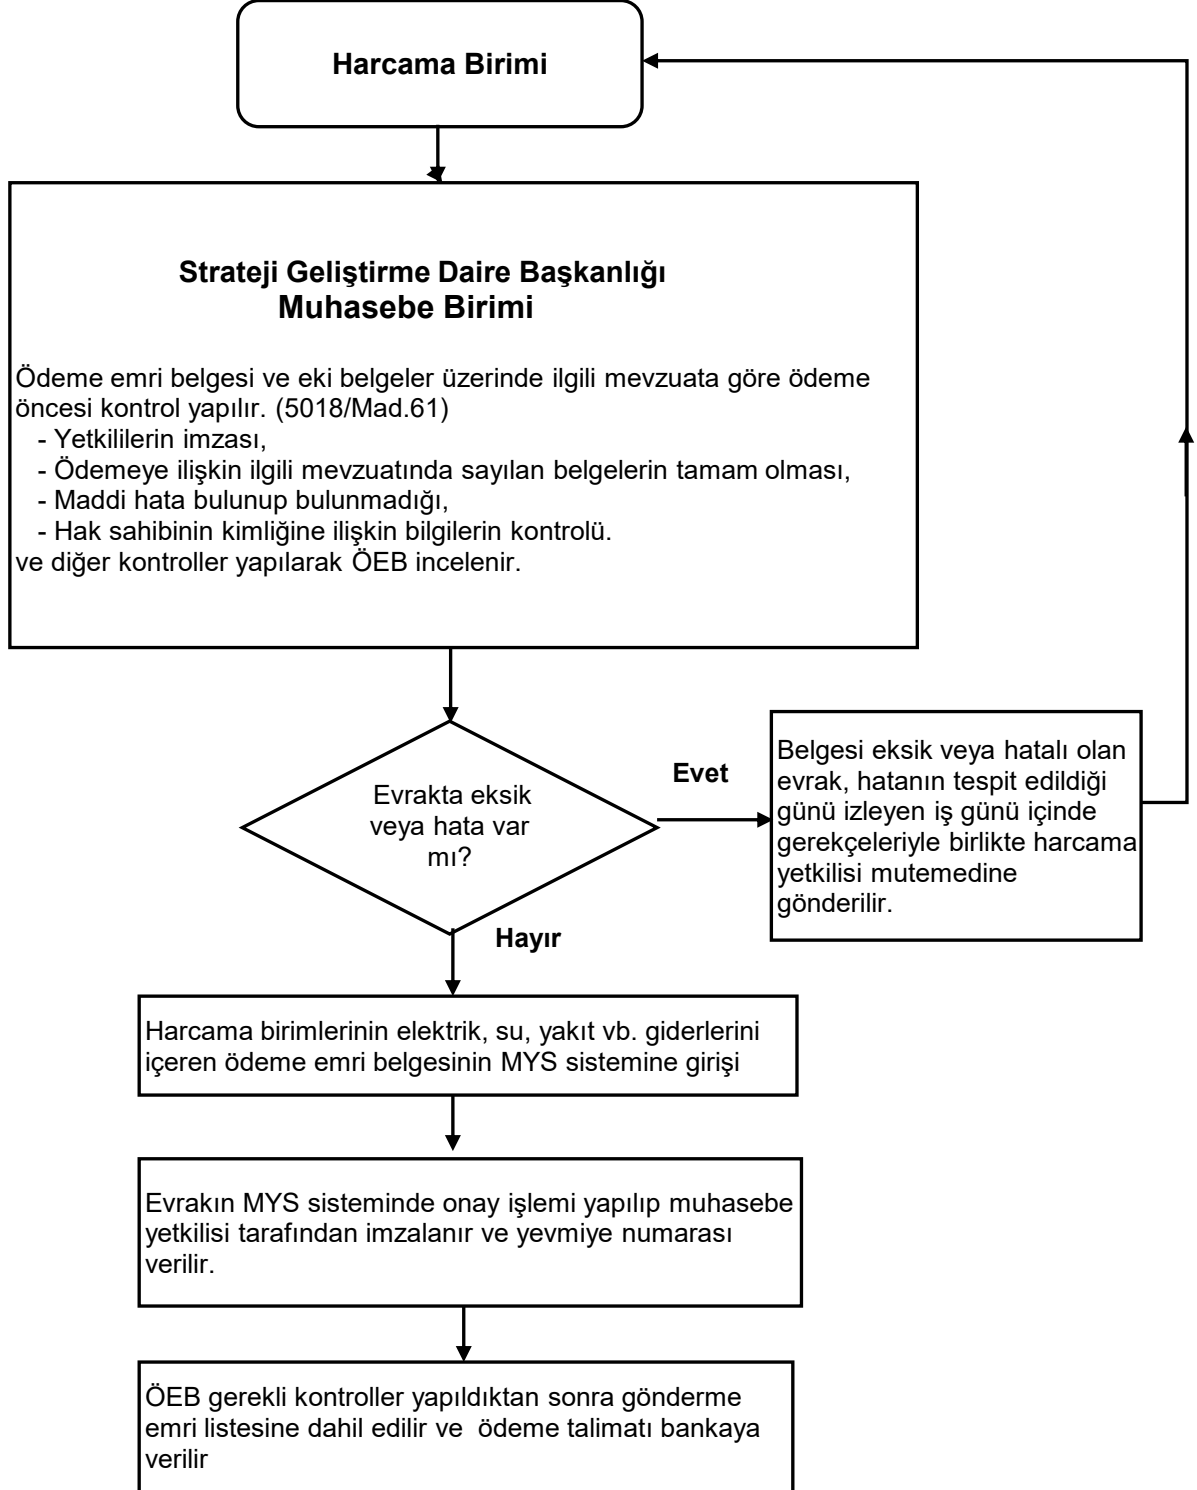 Harcama Birimi
Strateji Geliştirme Daire Başkanlığı
Muhasebe Birimi
Ödeme emri belgesi ve eki belgeler üzerinde ilgili mevzuata göre ödeme
öncesi kontrol yapılır. (5018/Mad.61)
- Yetkililerin imzası,
- Ödemeye ilişkin ilgili mevzuatında sayılan belgelerin tamam olması,
- Maddi hata bulunup bulunmadığı,
- Hak sahibinin kimliğine ilişkin bilgilerin kontrolü.
ve diğer kontroller yapılarak ÖEB incelenir.
Evrakta eksik
veya hata var
mı?
Evet
Belgesi eksik veya hatalı olan
evrak, hatanın tespit edildiği
günü izleyen iş günü içinde
gerekçeleriyle birlikte harcama
yetkilisi mutemedine
gönderilir.
Hayır
Harcama birimlerinin elektrik, su, yakıt vb. giderlerini
içeren ödeme emri belgesinin MYS sistemine girişi
Evrakın MYS sisteminde onay işlemi yapılıp muhasebe
yetkilisi tarafından imzalanır ve yevmiye numarası
verilir.
ÖEB gerekli kontroller yapıldıktan sonra gönderme
emri listesine dahil edilir ve  ödeme talimatı bankaya
verilir